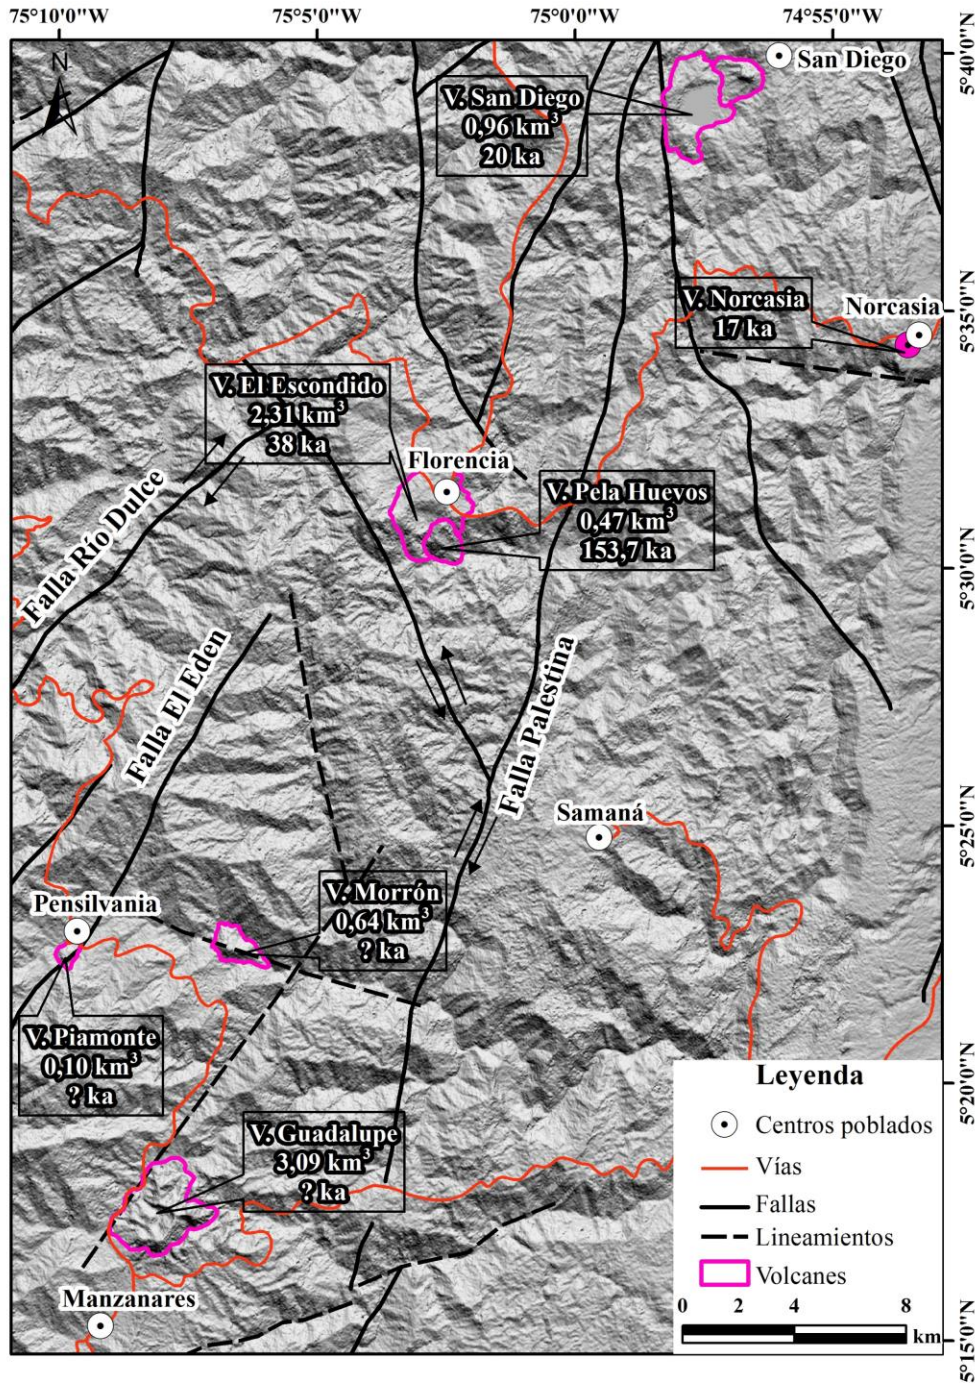 75°10'0"W
75°5'0"W
75°0'0"W
74°55'0"W
5°40'0"N
5°35'0"N
5°30'0"N
5°25'0"N
5°20'0"N
5°15'0"N
N
San Diego
V. San Diego
0,96 km³
20 ka
V. Norcasia
17 ka
Norcasia
V. El Escondido
2,31 km³
38 ka
Florencia
V. Pela Huevos
0,47 km³
153,7 ka
Falla Río Dulce
Falla El Eden
Falla Palestina
Samaná
Pensilvania
V. Morrón
0,64 km³
? ka
V. Piamonte
0,10 km³
? ka
V. Guadalupe
3,09 km³
? ka
Manzanares
Leyenda
Centros poblados
Vías
Fallas
Lineamientos
Volcanes
0 2 4 8
km